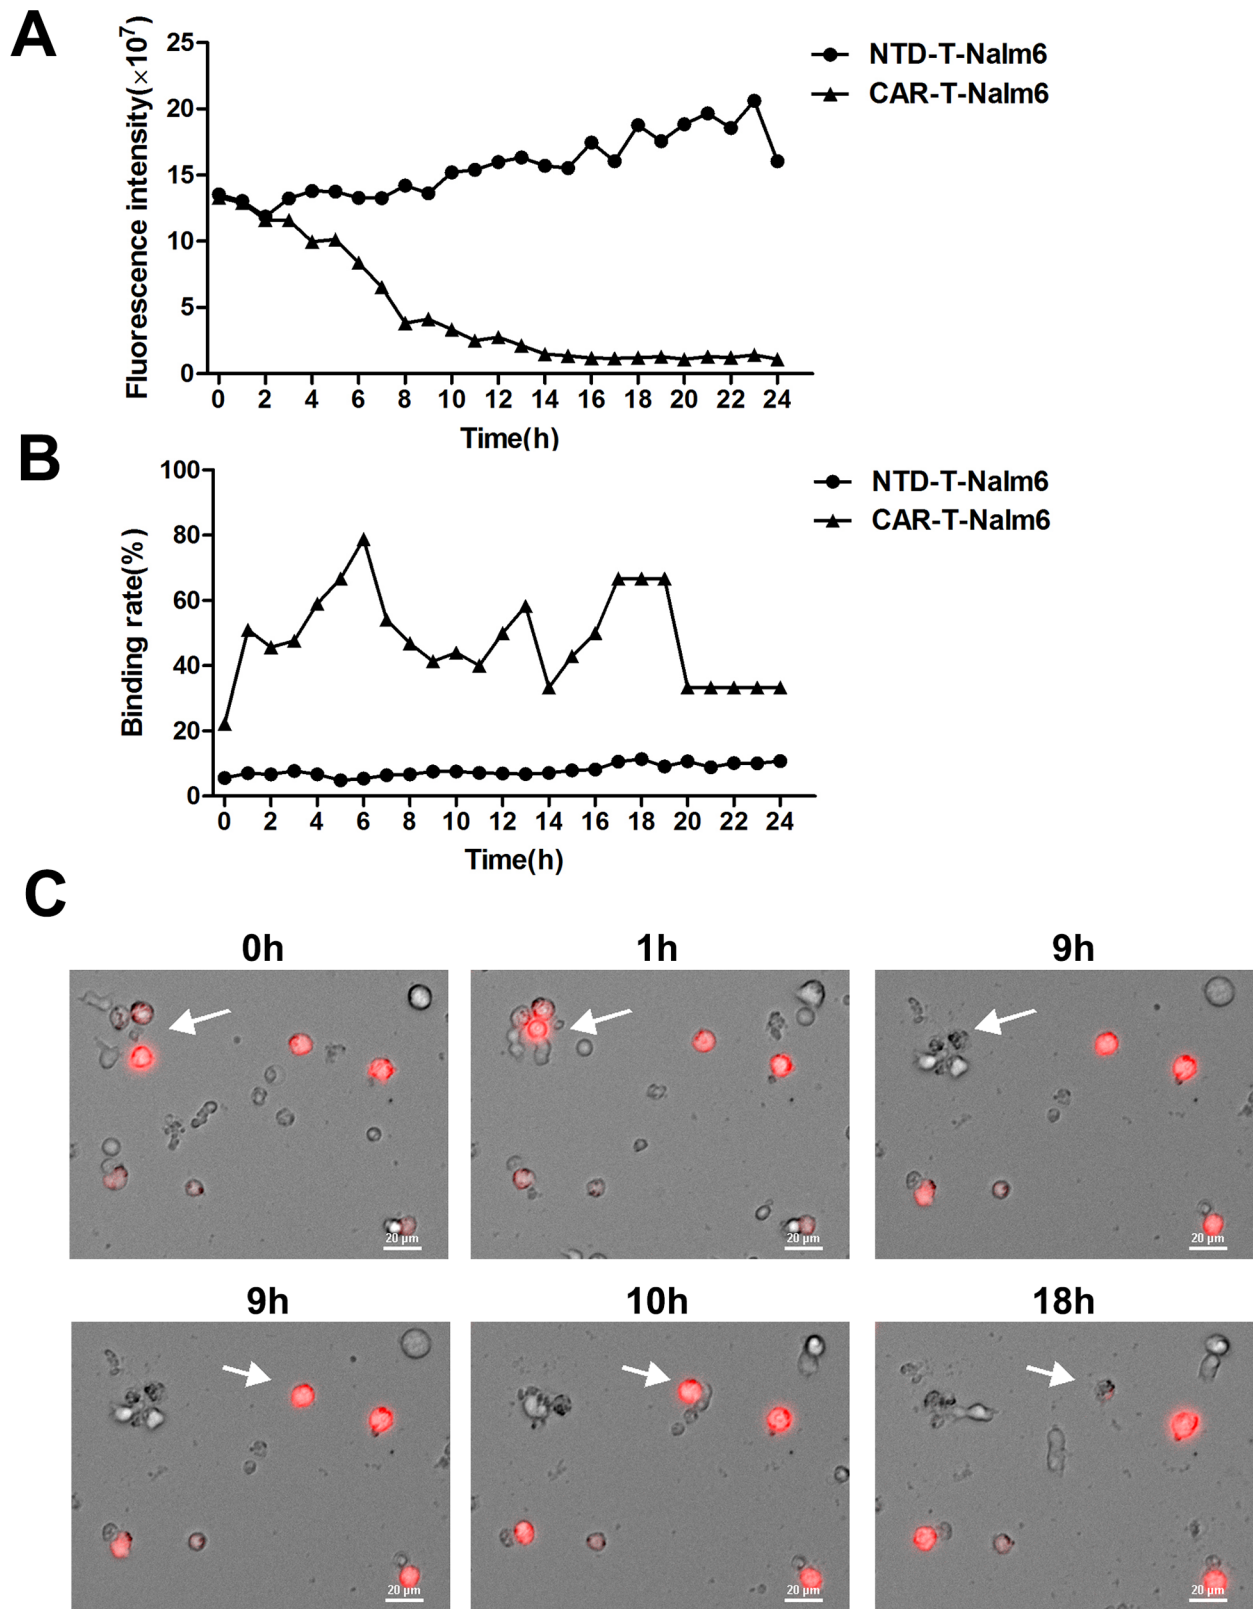 A
Fluorescence intensity(×10⁷)
25
20
15
10
5
0
0 2 4 6 8 10 12 14 16 18 20 22 24
Time(h)
NTD-T-Nalm6
CAR-T-Nalm6
B
Binding rate(%)
100
80
60
40
20
0
0 2 4 6 8 10 12 14 16 18 20 22 24
Time(h)
NTD-T-Nalm6
CAR-T-Nalm6
C
0h 1h 9h
20 µm 20 µm 20 µm
9h 10h 18h
20 µm 20 µm 20 µm